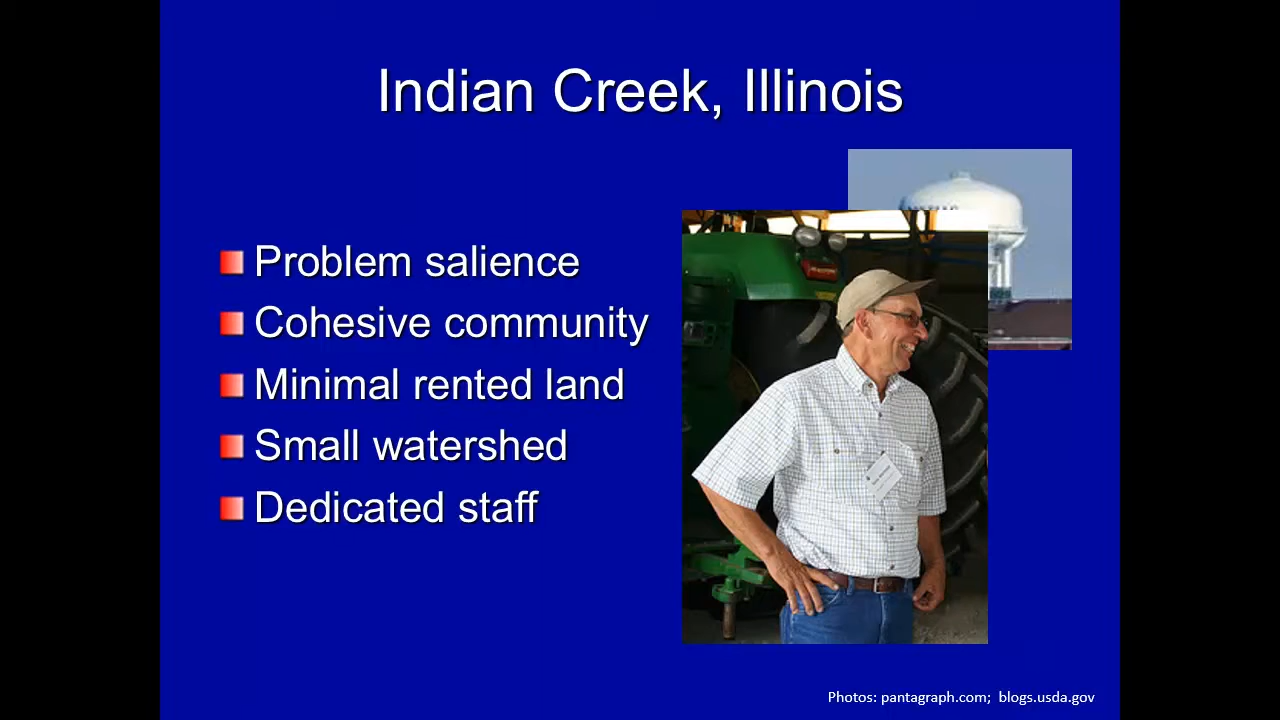 Indian Creek, Illinois
Problem salience
Cohesive community
Minimal rented land
Small watershed
Dedicated staff
Photos: pantagraph.com; blogs.usda.gov